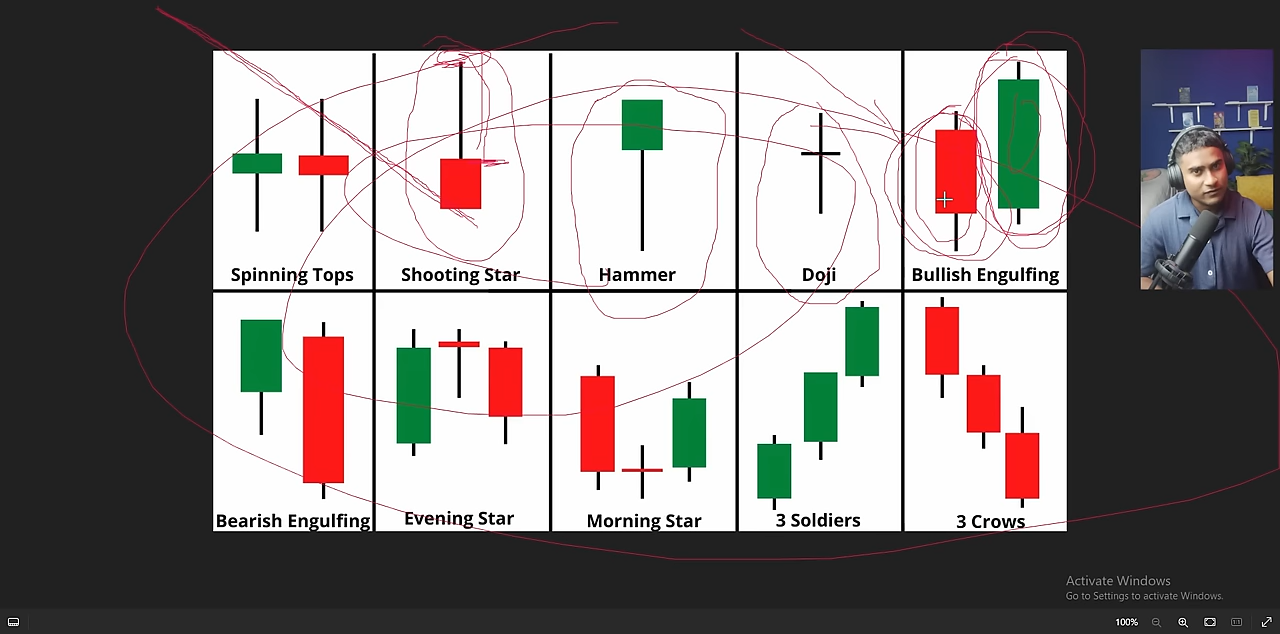 Spinning Tops
Shooting Star
Hammer
Doji
Bullish Engulfing
Bearish Engulfing
Evening Star
Morning Star
3 Soldiers
3 Crows
Activate Windows
Go to Settings to activate Windows.
100%